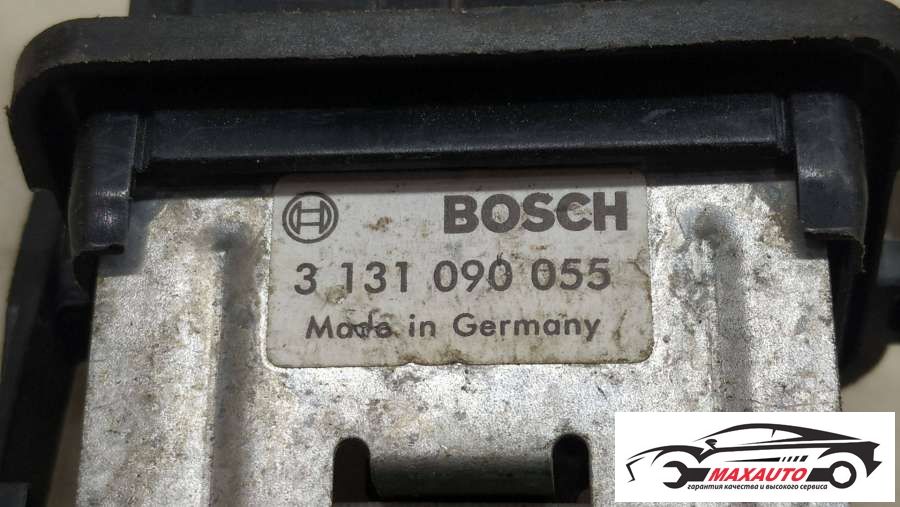 BOSCH
3 131 090 055
Made in Germany
MAXAUTO
гарантия качества и высокого сервиса